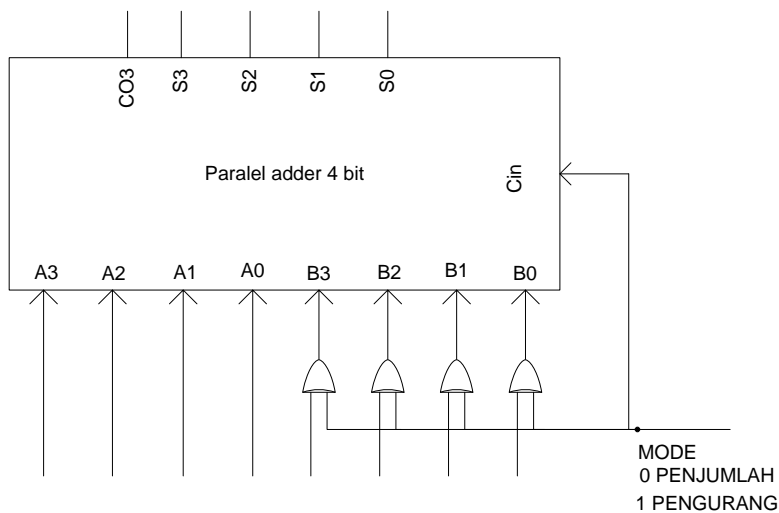 CO3 S3 S2 S1 S0
Paralel adder 4 bit
Cin
A3 A2 A1 A0 B3 B2 B1 B0
MODE
0 PENJUMLAH
1 PENGURANG